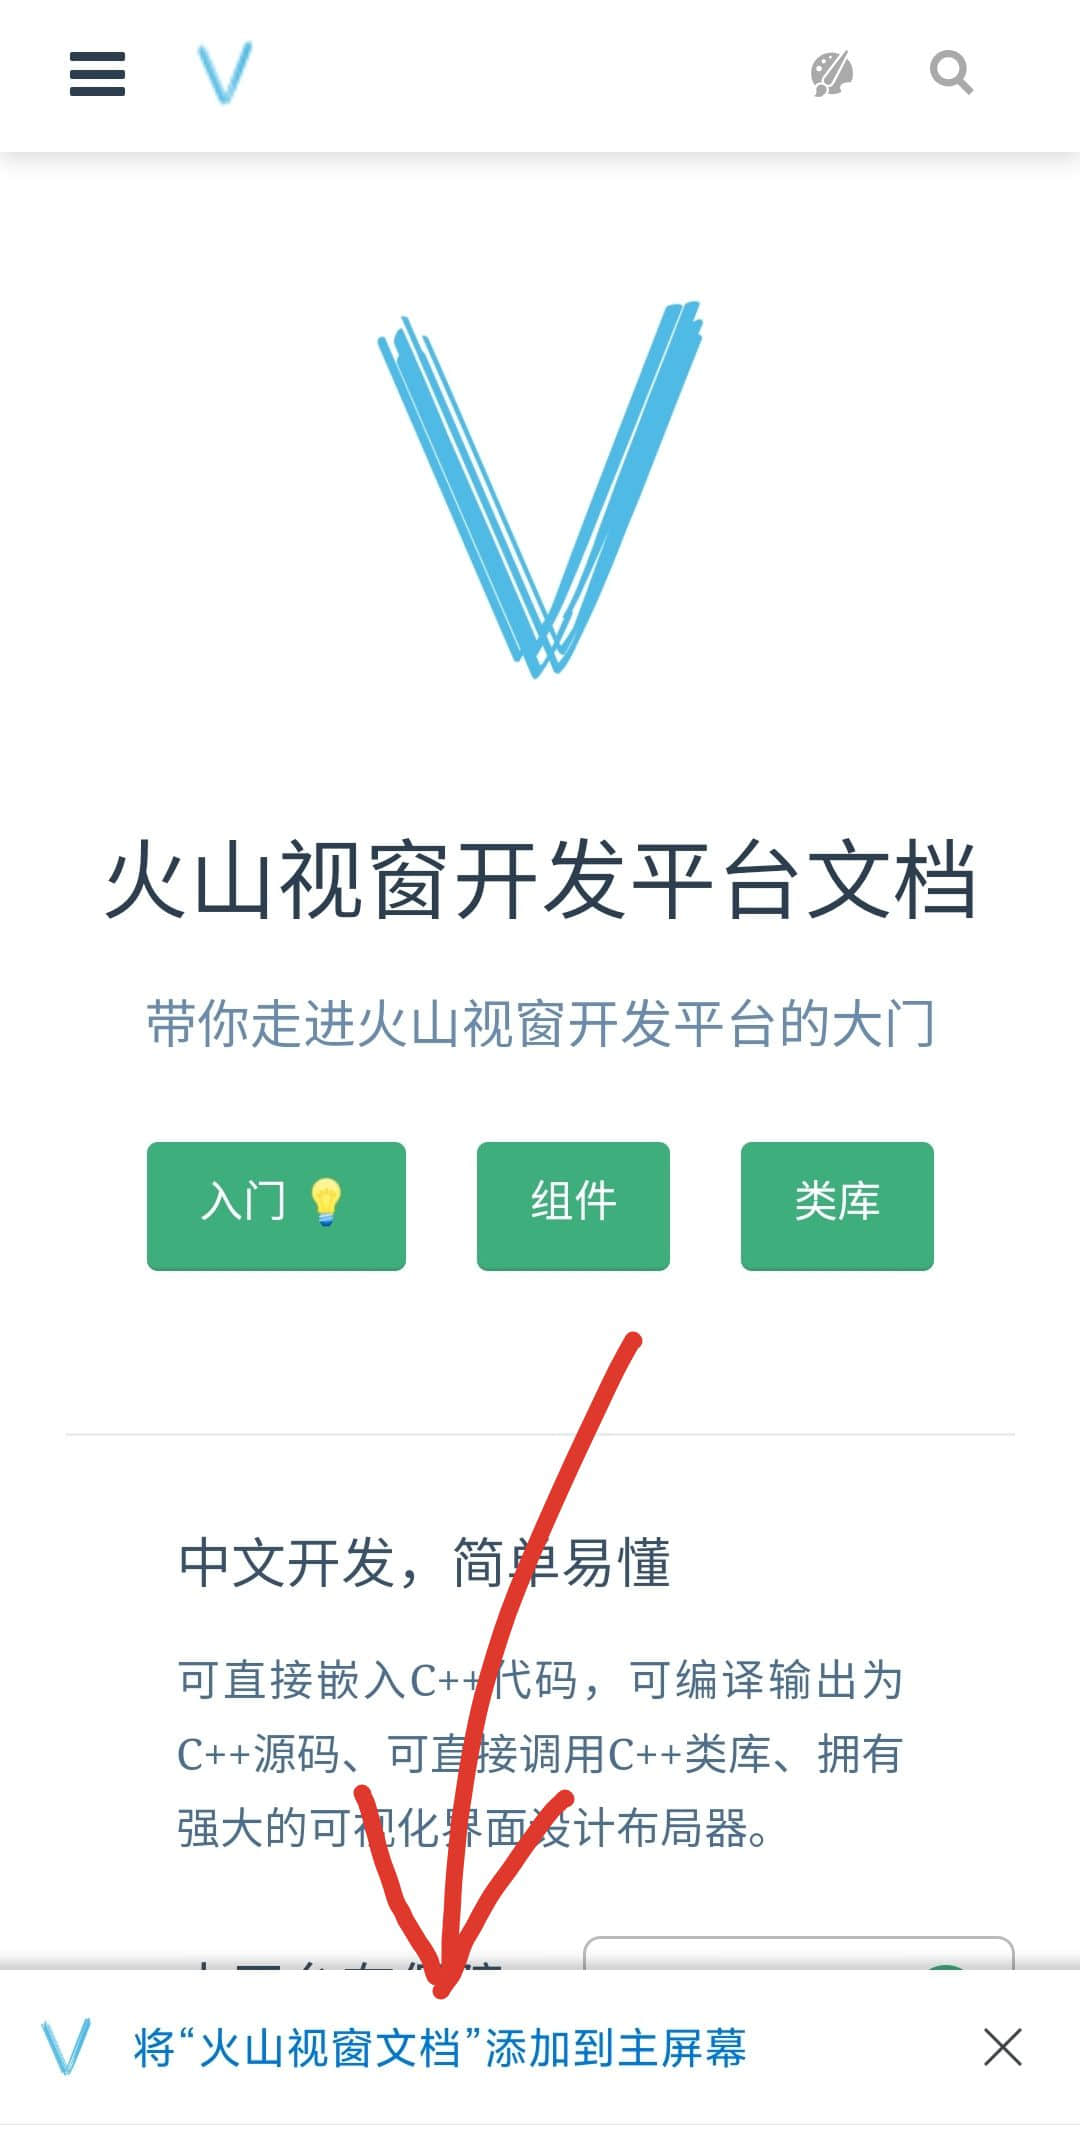 火山视窗开发平台文档
带你走进火山视窗开发平台的大门
入门 💡
组件
类库
中文开发，简单易懂
可直接嵌入C++代码，可编译输出为
C++源码、可直接调用C++类库、拥有
强大的可视化界面设计布局器。
将“火山视窗文档”添加到主屏幕